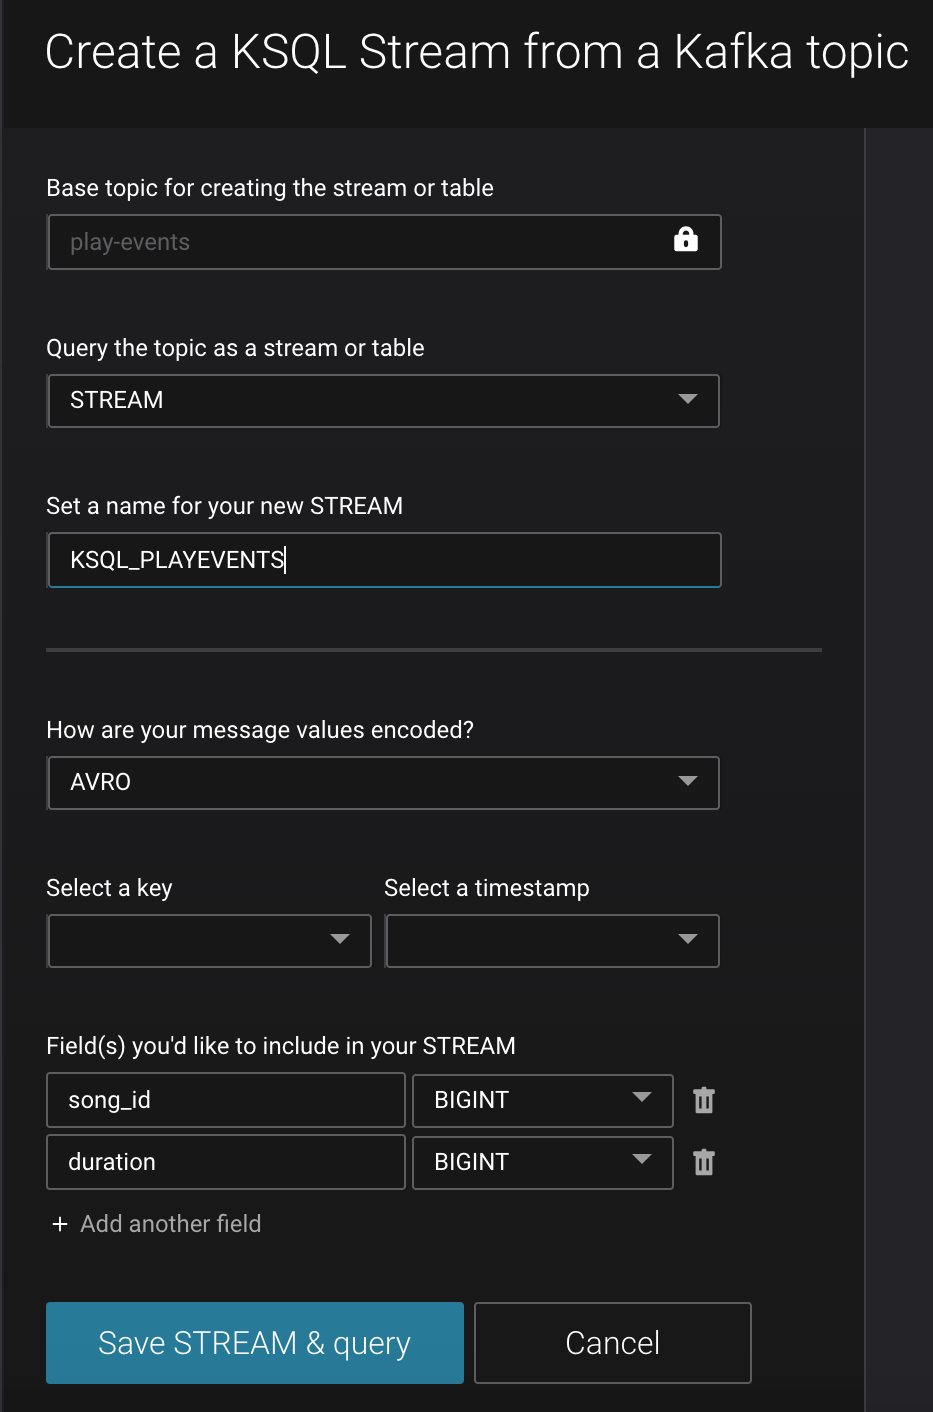 Create a KSQL Stream from a Kafka topic
Base topic for creating the stream or table
play-events
Query the topic as a stream or table
STREAM
Set a name for your new STREAM
KSQL_PLAYEVENTS
How are your message values encoded?
AVRO
Select a key Select a timestamp
Field(s) you'd like to include in your STREAM
song_id BIGINT
duration BIGINT
+ Add another field
Save STREAM & query Cancel